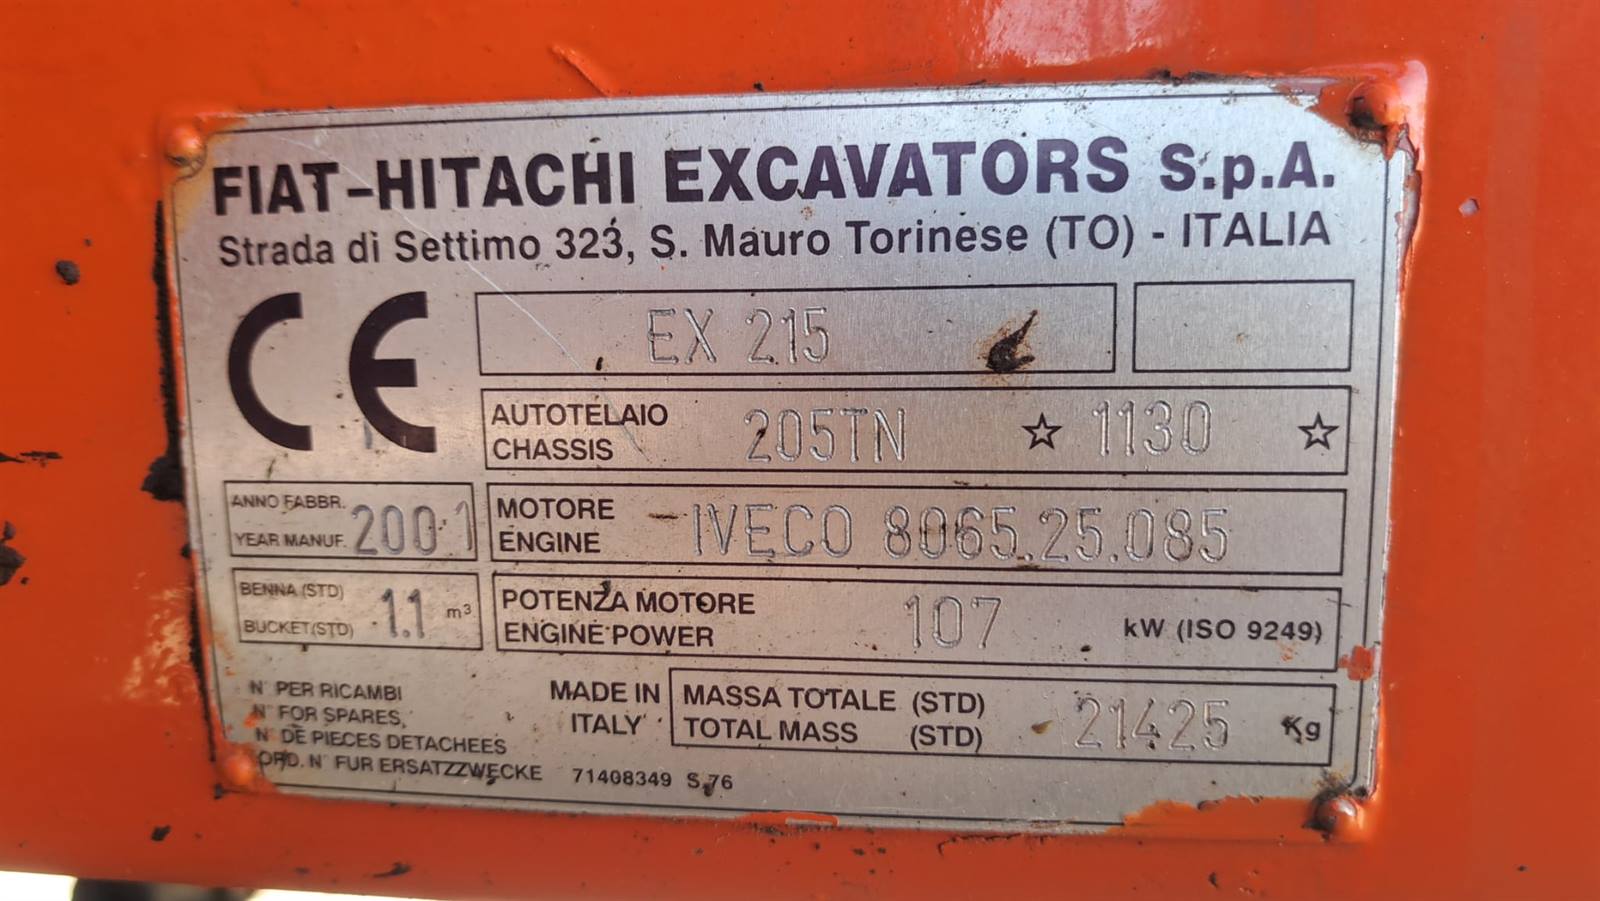 FIAT-HITACHI EXCAVATORS S.p.A.
Strada di Settimo 323, S. Mauro Torinese (TO) - ITALIA
CE
EX 215
AUTOTELAIO
CHASSIS
205TN ☆ 1130 ☆
ANNO FABBR.
YEAR MANUF.
2001
MOTORE
ENGINE
IVECO 8065.25.085
BENNA (STD)
BUCKET (STD)
1.1 m³
POTENZA MOTORE
ENGINE POWER
107 kW (ISO 9249)
N° PER RICAMBI
N° FOR SPARES,
N° DE PIECES DETACHEES
ORD. N° FUR ERSATZZWECKE 71408349 S.76
MADE IN
ITALY
MASSA TOTALE (STD)
TOTAL MASS (STD)
21425 Kg